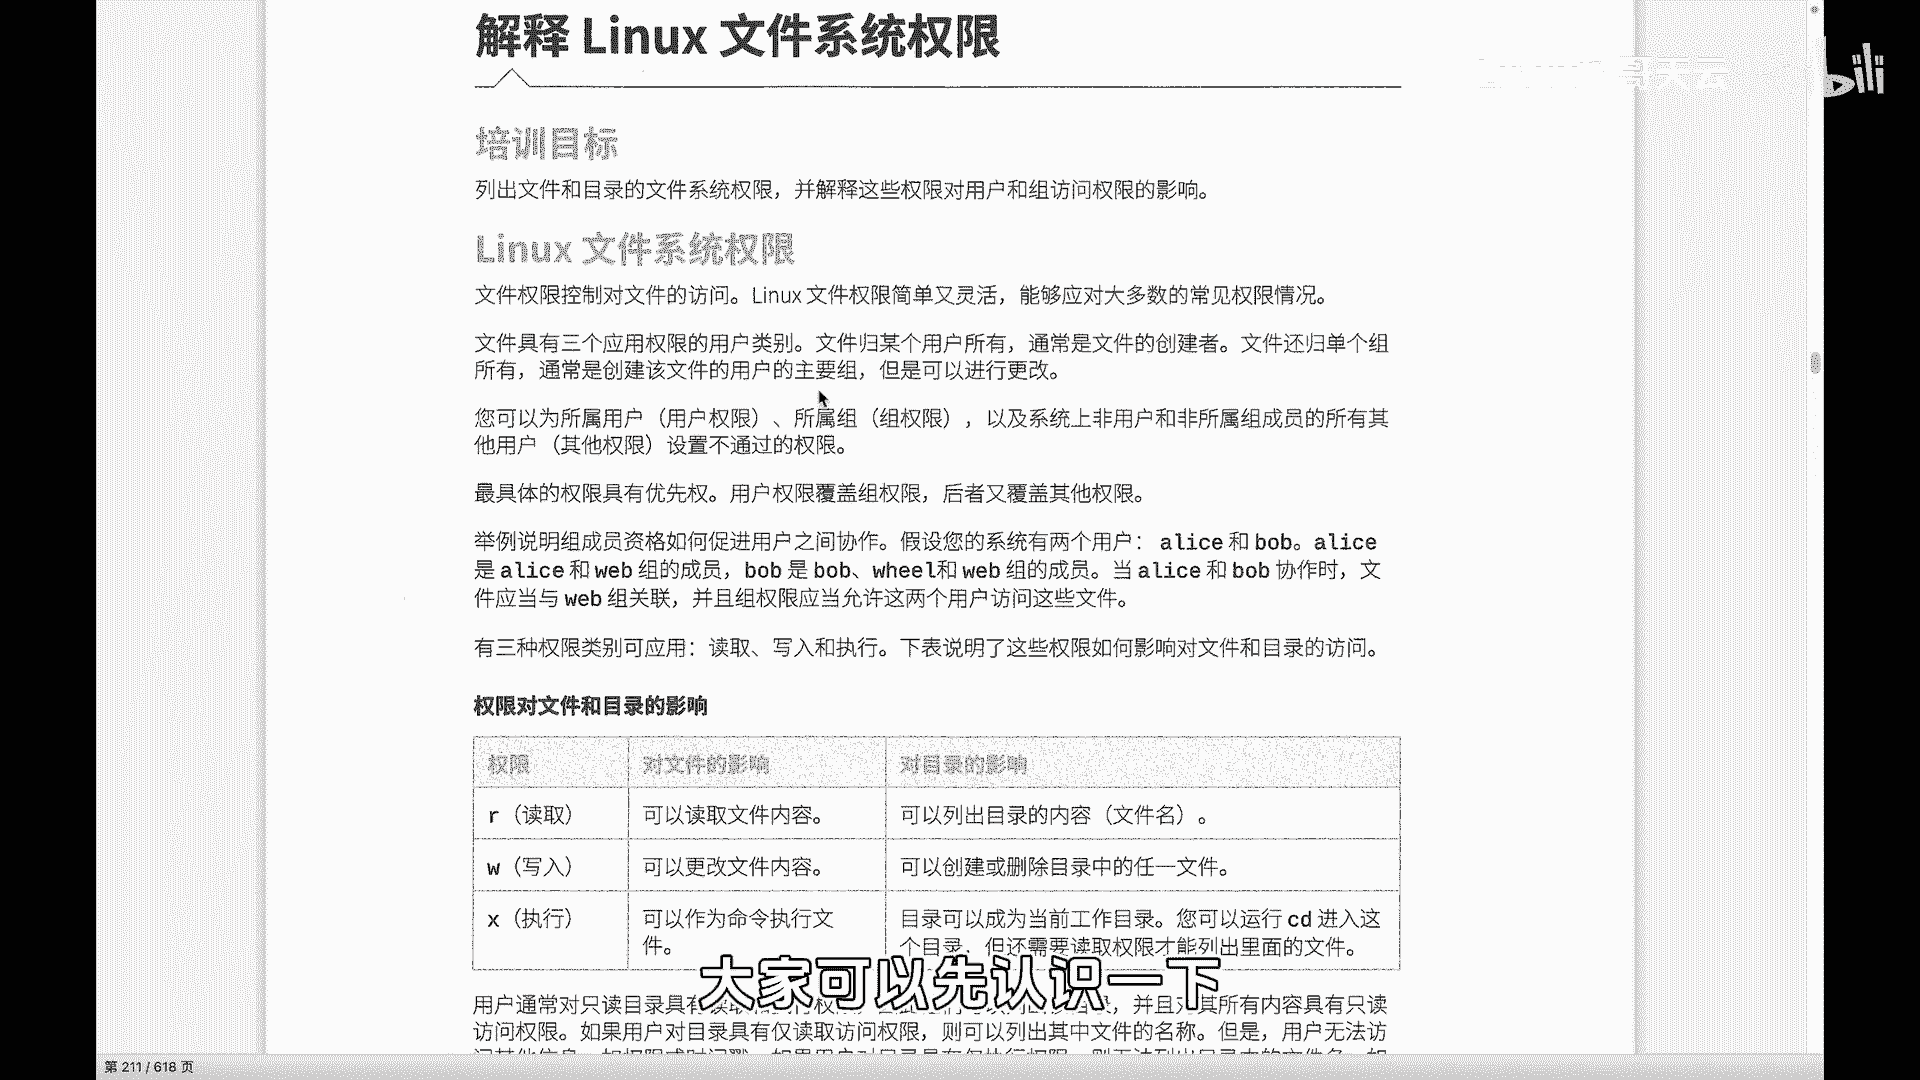 解释 Linux 文件系统权限
bili
培训目标
列出文件和目录的文件系统权限，并解释这些权限对用户和组访问权限的影响。
Linux 文件系统权限
文件权限控制对文件的访问。Linux 文件权限简单又灵活，能够应对大多数的常见权限情况。
文件具有三个应用权限的用户类别。文件归某个用户所有，通常是文件的创建者。文件还归单个组
所有，通常是创建该文件的用户的主要组，但是可以进行更改。
您可以为所属用户（用户权限）、所属组（组权限），以及系统上非用户和非所属组成员的所有其
他用户（其他权限）设置不通过的权限。
最具体的权限具有优先权。用户权限覆盖组权限，后者又覆盖其他权限。
举例说明组成员资格如何促进用户之间协作。假设您的系统有两个用户： alice 和 bob。alice
是 alice 和 web 组的成员，bob 是 bob、wheel和 web 组的成员。当 alice 和 bob 协作时，文
件应当与 web 组关联，并且组权限应当允许这两个用户访问这些文件。
有三种权限类别可应用：读取、写入和执行。下表说明了这些权限如何影响对文件和目录的访问。
权限对文件和目录的影响
权限 对文件的影响 对目录的影响
r（读取） 可以读取文件内容。 可以列出目录的内容（文件名）。
w（写入） 可以更改文件内容。 可以创建或删除目录中的任一文件。
x（执行） 可以作为命令执行文 目录可以成为当前工作目录。您可以运行 cd 进入这
件。 个目录，但还需要读取权限才能列出里面的文件。
大家可以先认识一下
用户通常对只读目录具有 并且对其所有内容具有只读
访问权限。如果用户对目录具有仅读取访问权限，则可以列出其中文件的名称。但是，用户无法访
第 211 / 618 页